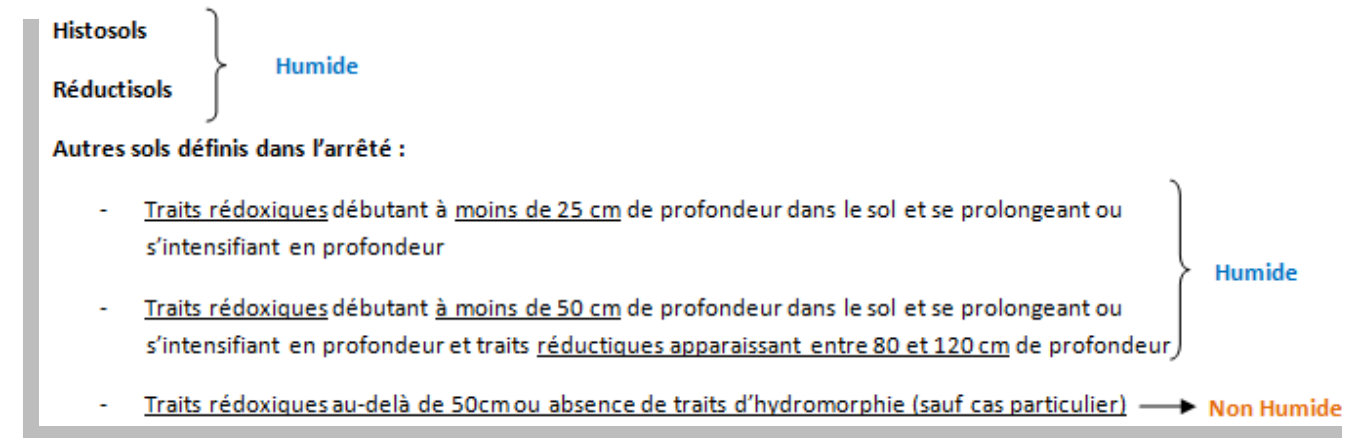 Histosols
Humide
Réductisols
Autres sols définis dans l'arrêté :
- Traits rédoxiques débutant à moins de 25 cm de profondeur dans le sol et se prolongeant ou
s'intensifiant en profondeur
Humide
- Traits rédoxiques débutant à moins de 50 cm de profondeur dans le sol et se prolongeant ou
s'intensifiant en profondeur et traits réductiques apparaissant entre 80 et 120 cm de profondeur
- Traits rédoxiques au-delà de 50cm ou absence de traits d'hydromorphie (sauf cas particulier) → Non Humide